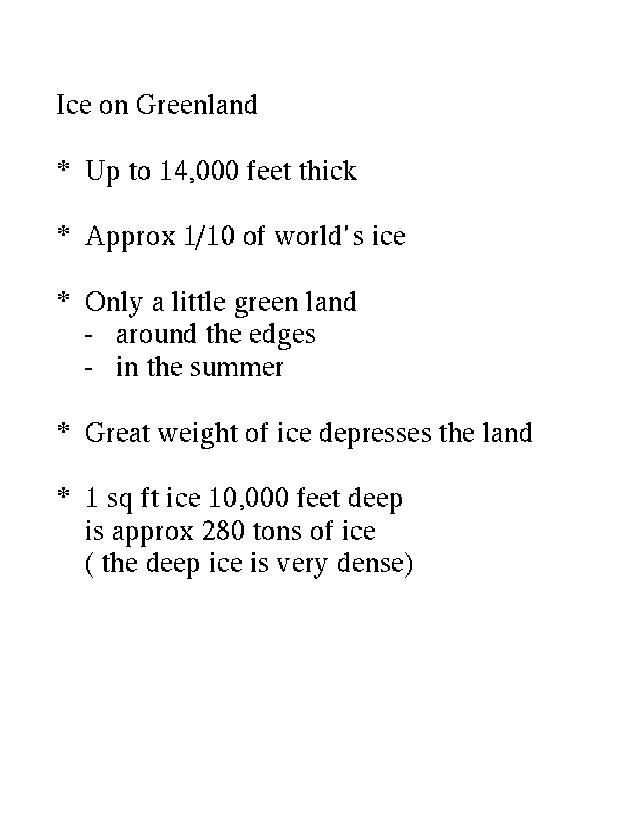 Ice on Greenland
* Up to 14,000 feet thick
* Approx 1/10 of world's ice
* Only a little green land
- around the edges
- in the summer
* Great weight of ice depresses the land
* 1 sq ft ice 10,000 feet deep
is approx 280 tons of ice
( the deep ice is very dense)